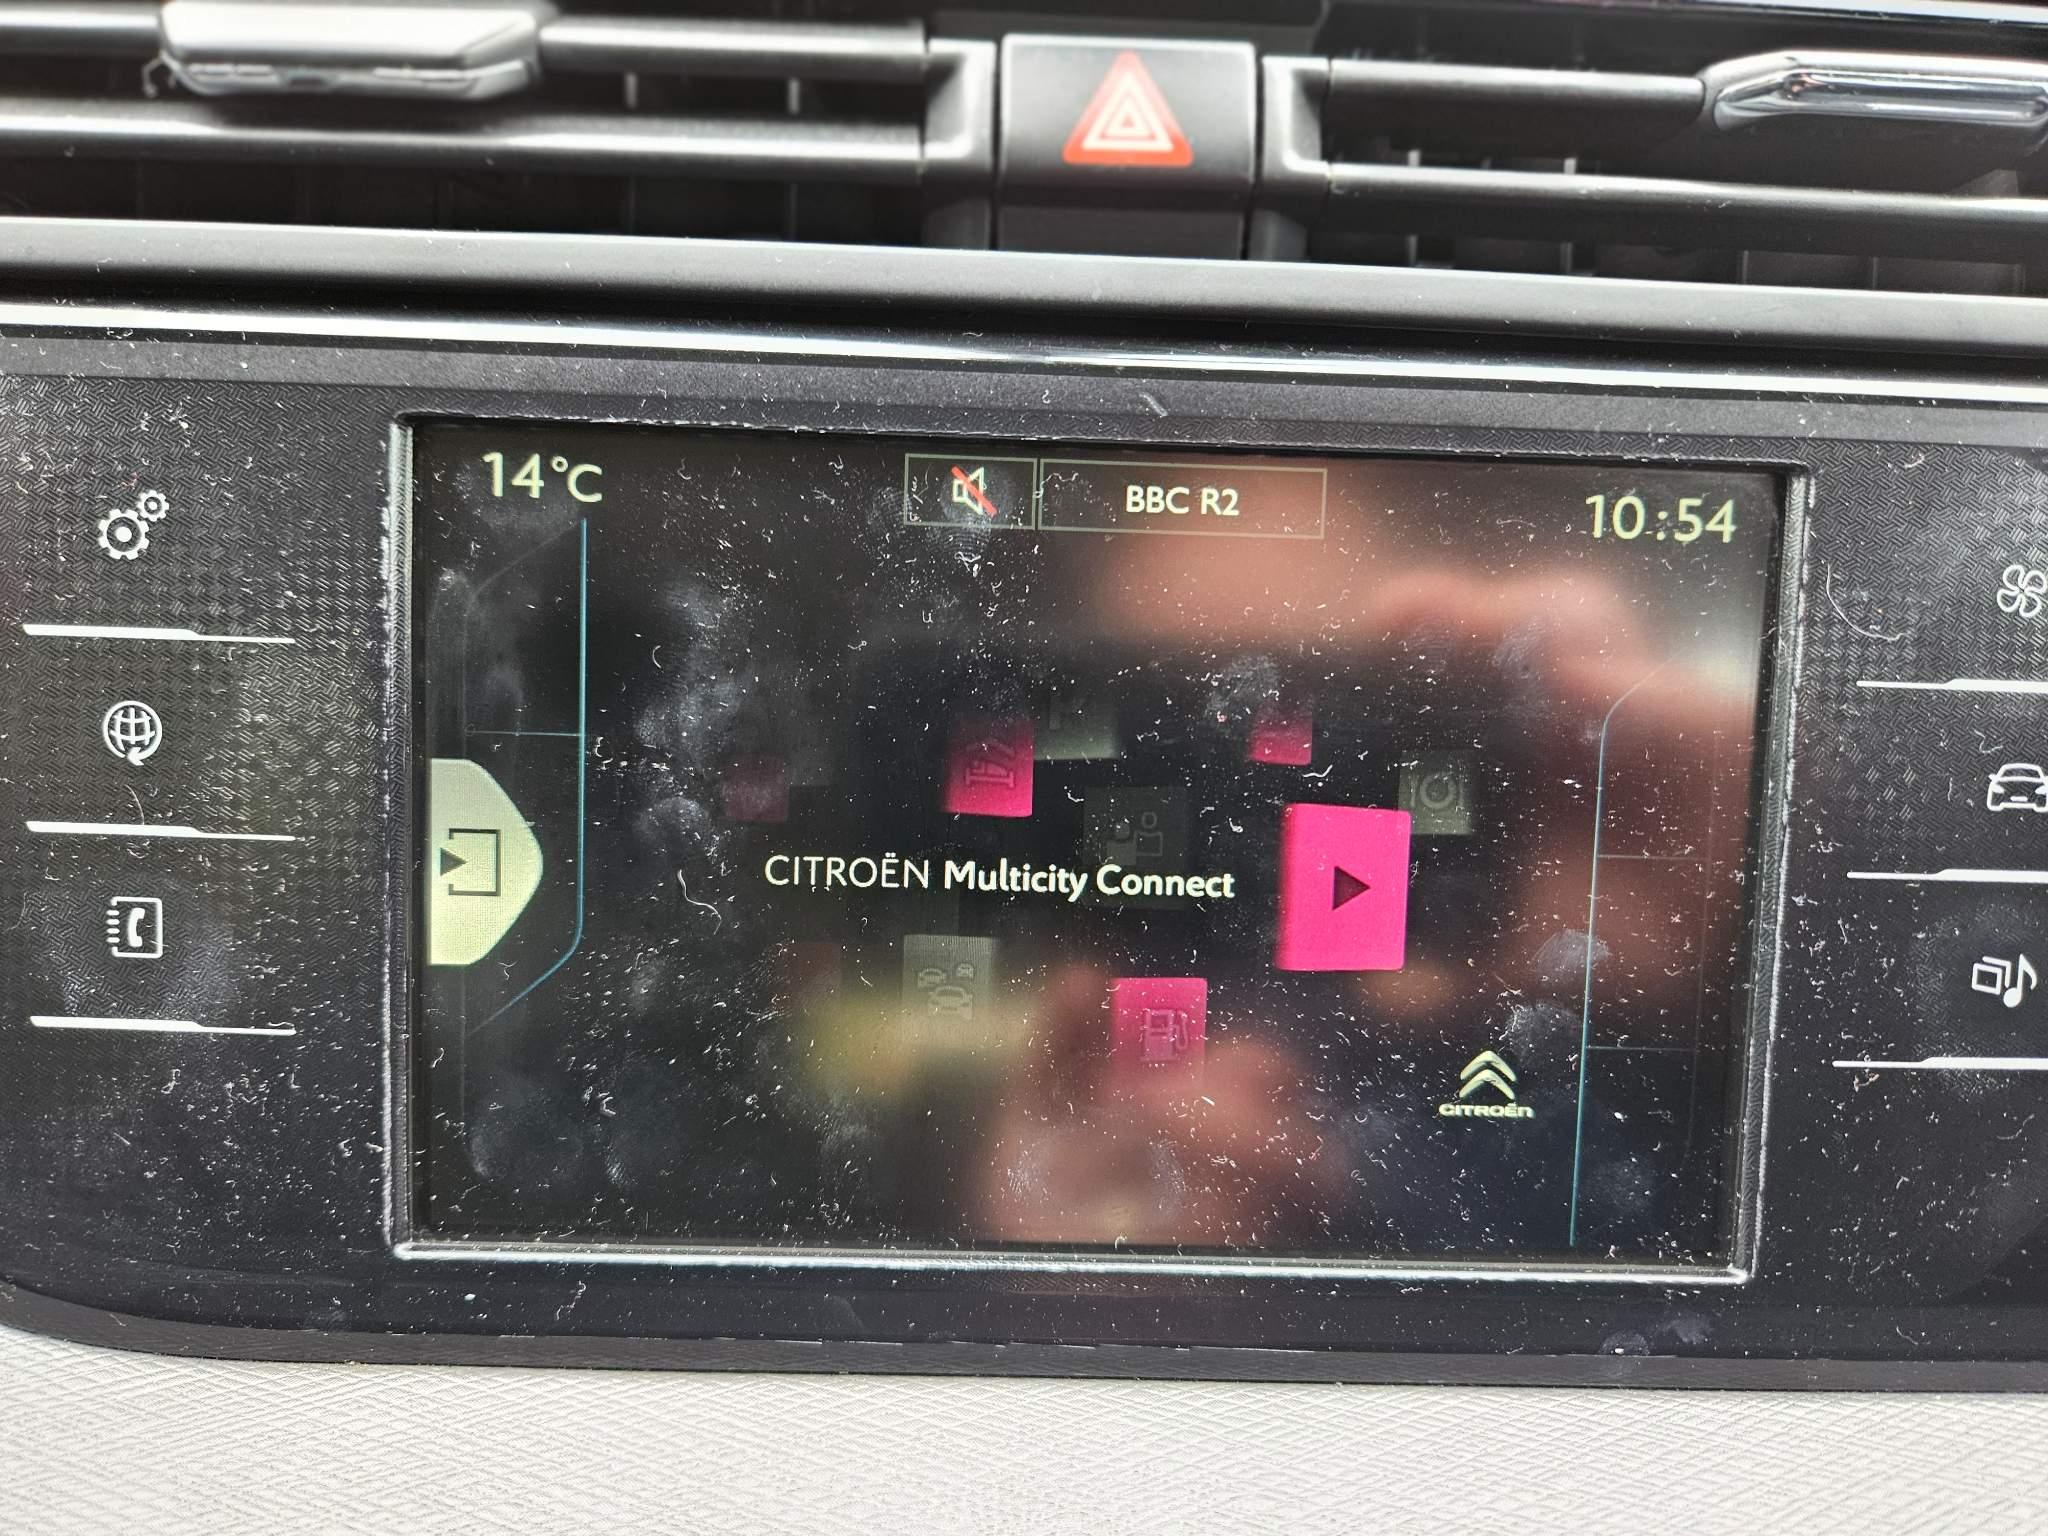 14°C
BBC R2
10:54
CITROËN Multicity Connect
CITROËN